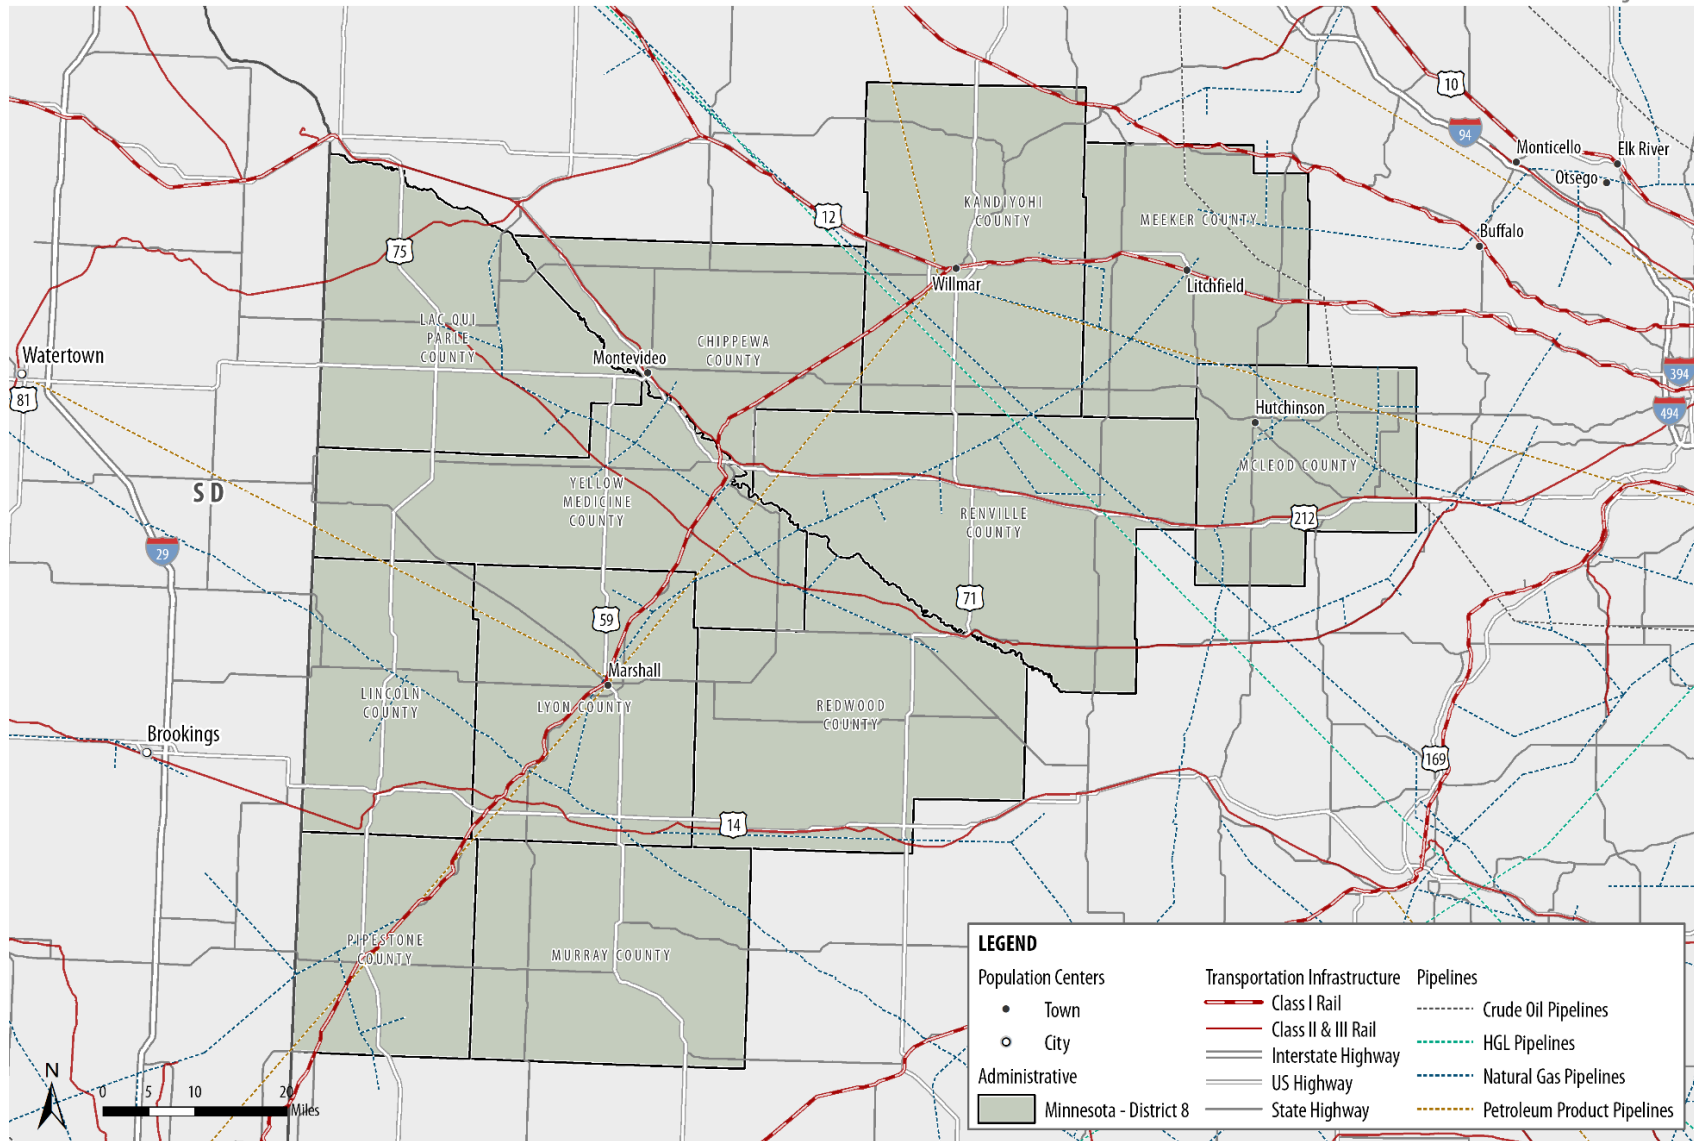 10
94
Monticello
Elk River
Otsego
KANDIYOHI
COUNTY
12
MEEKER COUNTY
Buffalo
75
Willmar
Litchfield
LAC QUI
PARLE
COUNTY
CHIPPEWA
COUNTY
Watertown
Montevideo
394
81
Hutchinson
494
MCLEOD COUNTY
SD
YELLOW
MEDICINE
COUNTY
RENVILLE
COUNTY
212
29
71
59
Marshall
LINCOLN
COUNTY
LYON COUNTY
REDWOOD
COUNTY
Brookings
169
14
PIPESTONE
COUNTY
MURRAY COUNTY
LEGEND
Population Centers
Town
City
Administrative
Minnesota - District 8
Transportation Infrastructure
Class I Rail
Class II & III Rail
Interstate Highway
US Highway
State Highway
Pipelines
Crude Oil Pipelines
HGL Pipelines
Natural Gas Pipelines
Petroleum Product Pipelines
N
0 5 10 20
Miles